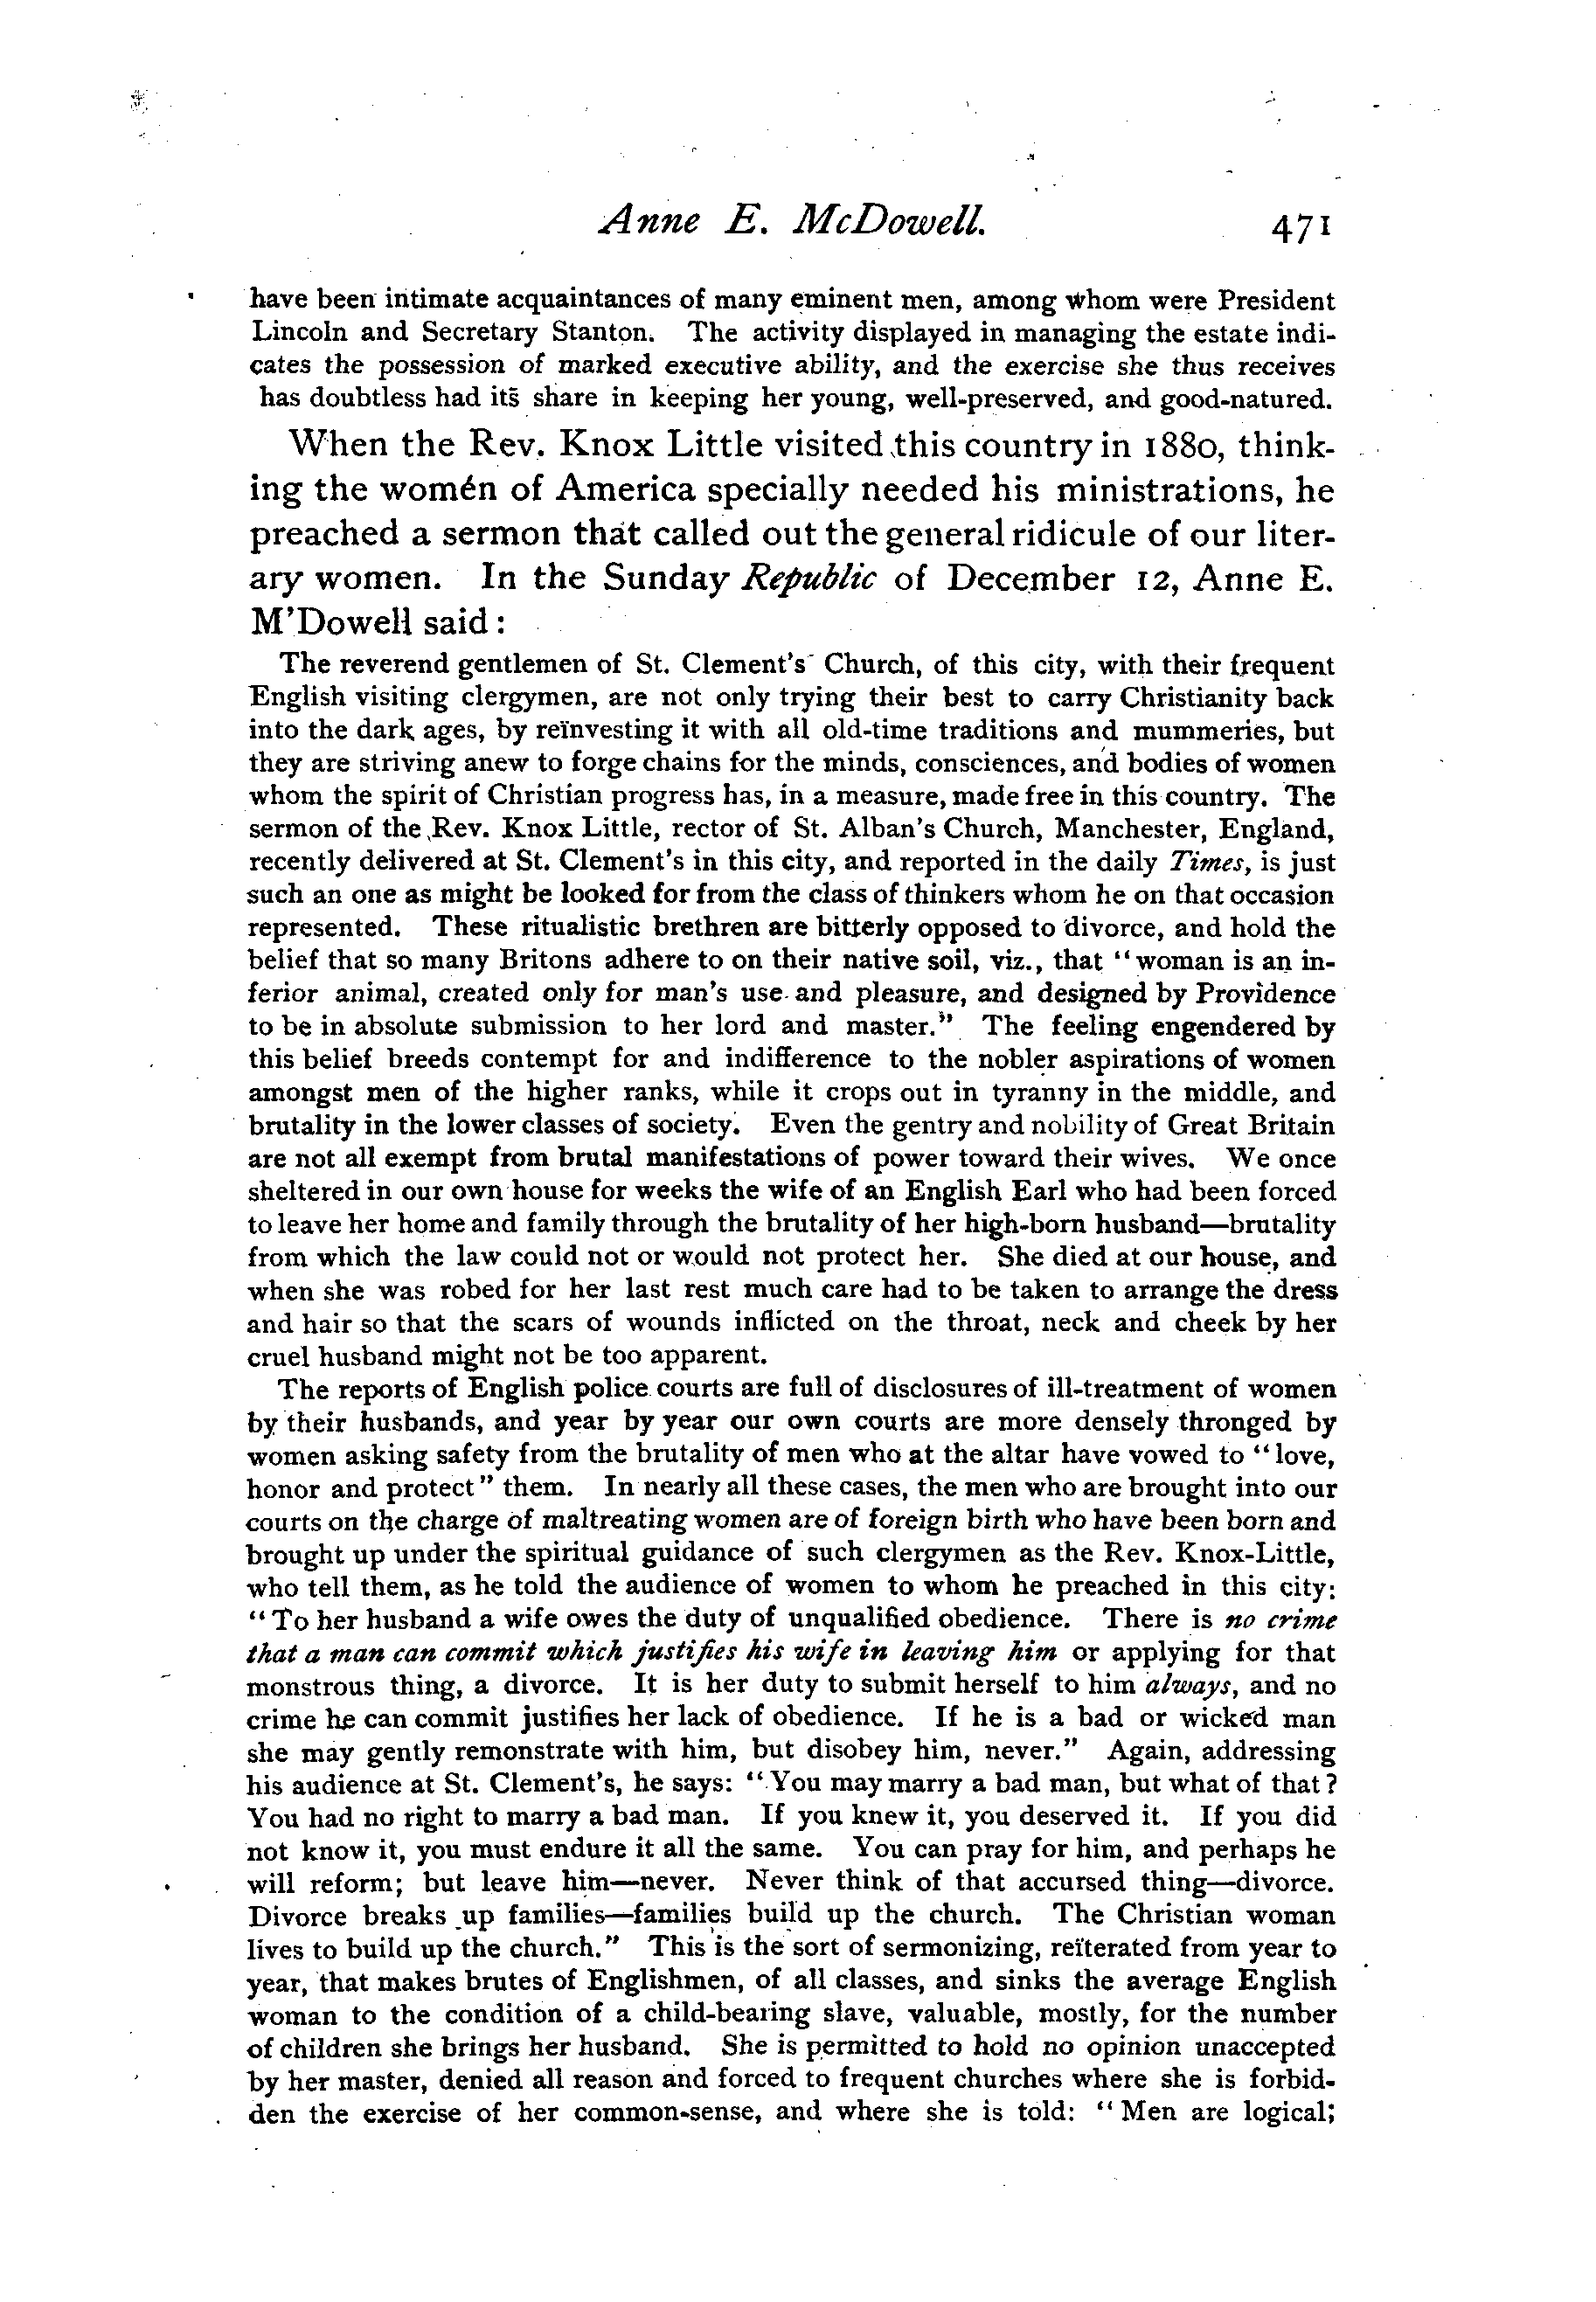 Anne E. McDowell. 471
have been intimate acquaintances of many eminent men, among whom were President
Lincoln and Secretary Stanton. The activity displayed in managing the estate indi-
cates the possession of marked executive ability, and the exercise she thus receives
has doubtless had its share in keeping her young, well-preserved, and good-natured.
When the Rev. Knox Little visited this country in 1880, think-
ing the women of America specially needed his ministrations, he
preached a sermon that called out the general ridicule of our liter-
ary women. In the Sunday Republic of December 12, Anne E.
M'Dowell said:
The reverend gentlemen of St. Clement's Church, of this city, with their frequent
English visiting clergymen, are not only trying their best to carry Christianity back
into the dark ages, by reïnvesting it with all old-time traditions and mummeries, but
they are striving anew to forge chains for the minds, consciences, and bodies of women
whom the spirit of Christian progress has, in a measure, made free in this country. The
sermon of the Rev. Knox Little, rector of St. Alban's Church, Manchester, England,
recently delivered at St. Clement's in this city, and reported in the daily Times, is just
such an one as might be looked for from the class of thinkers whom he on that occasion
represented. These ritualistic brethren are bitterly opposed to divorce, and hold the
belief that so many Britons adhere to on their native soil, viz., that "woman is an in-
ferior animal, created only for man's use and pleasure, and designed by Providence
to be in absolute submission to her lord and master." The feeling engendered by
this belief breeds contempt for and indifference to the nobler aspirations of women
amongst men of the higher ranks, while it crops out in tyranny in the middle, and
brutality in the lower classes of society. Even the gentry and nobility of Great Britain
are not all exempt from brutal manifestations of power toward their wives. We once
sheltered in our own house for weeks the wife of an English Earl who had been forced
to leave her home and family through the brutality of her high-born husband—brutality
from which the law could not or would not protect her. She died at our house, and
when she was robed for her last rest much care had to be taken to arrange the dress
and hair so that the scars of wounds inflicted on the throat, neck and cheek by her
cruel husband might not be too apparent.
The reports of English police courts are full of disclosures of ill-treatment of women
by their husbands, and year by year our own courts are more densely thronged by
women asking safety from the brutality of men who at the altar have vowed to "love,
honor and protect" them. In nearly all these cases, the men who are brought into our
courts on the charge of maltreating women are of foreign birth who have been born and
brought up under the spiritual guidance of such clergymen as the Rev. Knox-Little,
who tell them, as he told the audience of women to whom he preached in this city:
"To her husband a wife owes the duty of unqualified obedience. There is no crime
that a man can commit which justifies his wife in leaving him or applying for that
monstrous thing, a divorce. It is her duty to submit herself to him always, and no
crime he can commit justifies her lack of obedience. If he is a bad or wicked man
she may gently remonstrate with him, but disobey him, never." Again, addressing
his audience at St. Clement's, he says: "You may marry a bad man, but what of that?
You had no right to marry a bad man. If you knew it, you deserved it. If you did
not know it, you must endure it all the same. You can pray for him, and perhaps he
will reform; but leave him—never. Never think of that accursed thing—divorce.
Divorce breaks up families—families build up the church. The Christian woman
lives to build up the church." This is the sort of sermonizing, reïterated from year to
year, that makes brutes of Englishmen, of all classes, and sinks the average English
woman to the condition of a child-bearing slave, valuable, mostly, for the number
of children she brings her husband. She is permitted to hold no opinion unaccepted
by her master, denied all reason and forced to frequent churches where she is forbid-
den the exercise of her common-sense, and where she is told: "Men are logical;